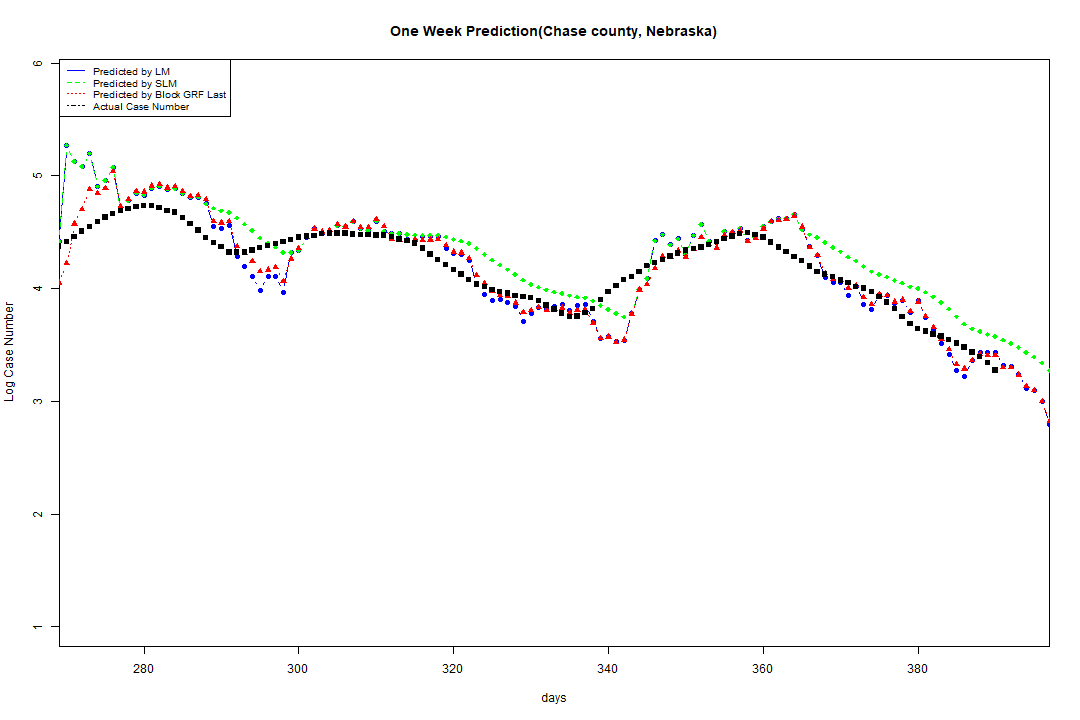 One Week Prediction(Chase county, Nebraska)
Predicted by LM
Predicted by SLM
Predicted by Block GRF Last
Actual Case Number
6
5
4
3
2
1
Log Case Number
280 300 320 340 360 380
days